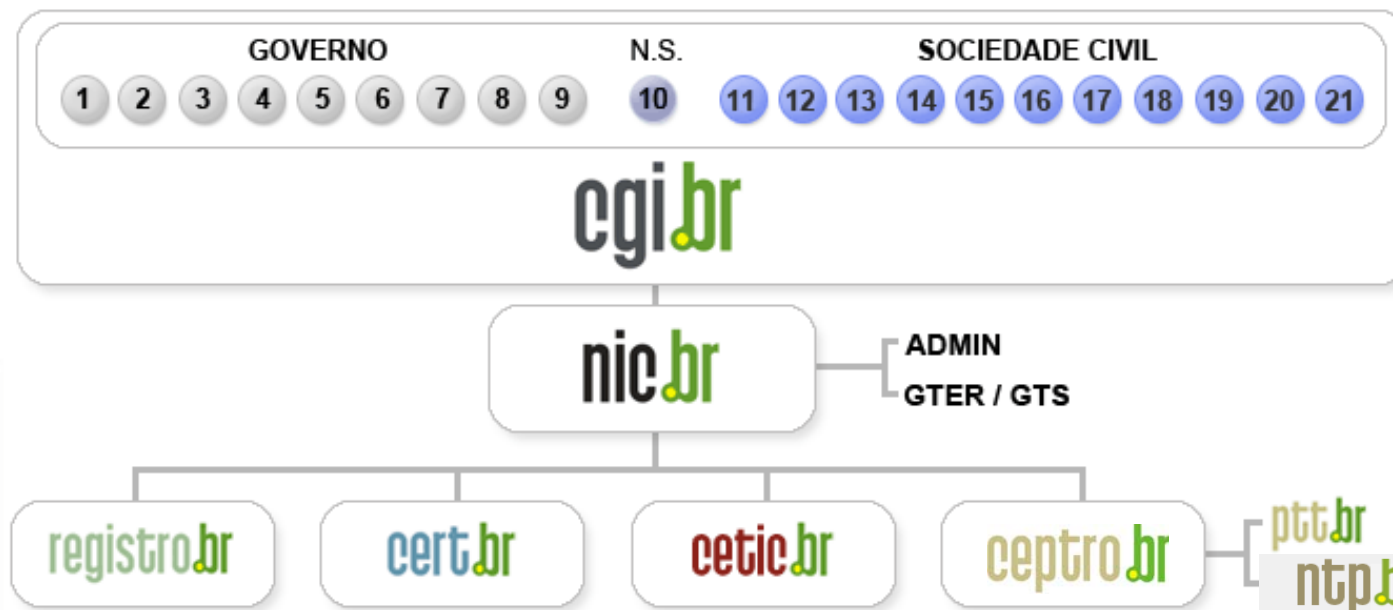 GOVERNO N.S. SOCIEDADE CIVIL
1 2 3 4 5 6 7 8 9 10 11 12 13 14 15 16 17 18 19 20 21
cgi.br
nic.br
ADMIN
GTER / GTS
registro.br cert.br cetic.br ceptro.br
ptt.br
ntp.b